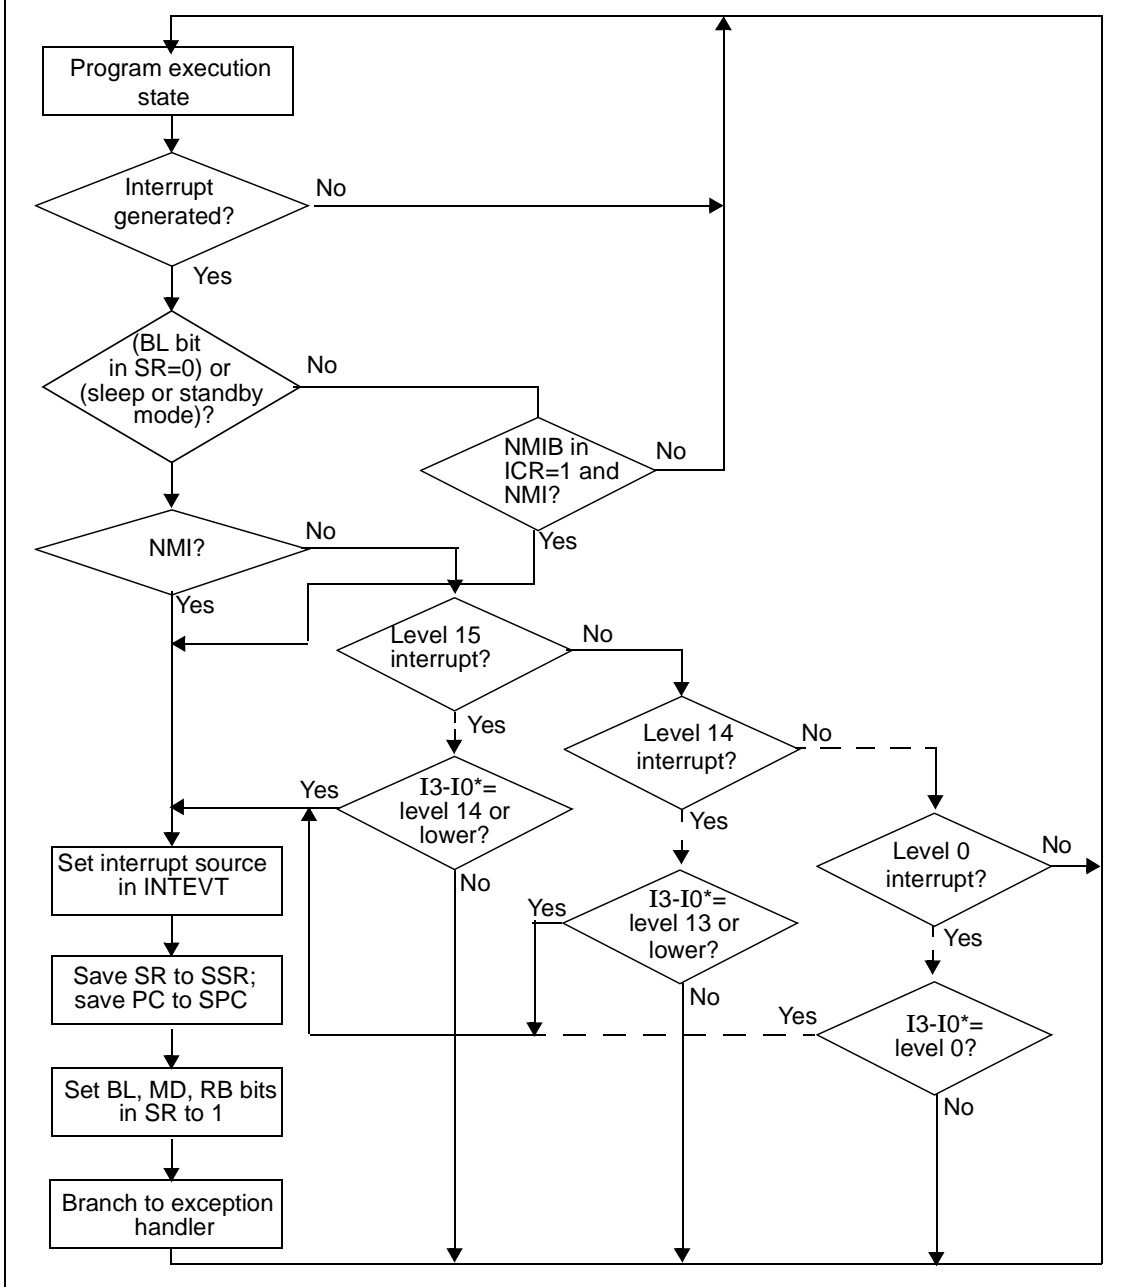 Program execution
state
Interrupt
generated?
No
Yes
(BL bit
in SR=0) or
(sleep or standby
mode)?
No
NMIB in
ICR=1 and
NMI?
No
Yes
NMI?
No
Yes
Level 15
interrupt?
No
Yes
Level 14
interrupt?
No
Yes
I3-I0*=
level 14 or
lower?
Yes
No
Level 0
interrupt?
No
Yes
I3-I0*=
level 13 or
lower?
Yes
No
I3-I0*=
level 0?
Yes
No
Set interrupt source
in INTEVT
Save SR to SSR;
save PC to SPC
Set BL, MD, RB bits
in SR to 1
Branch to exception
handler